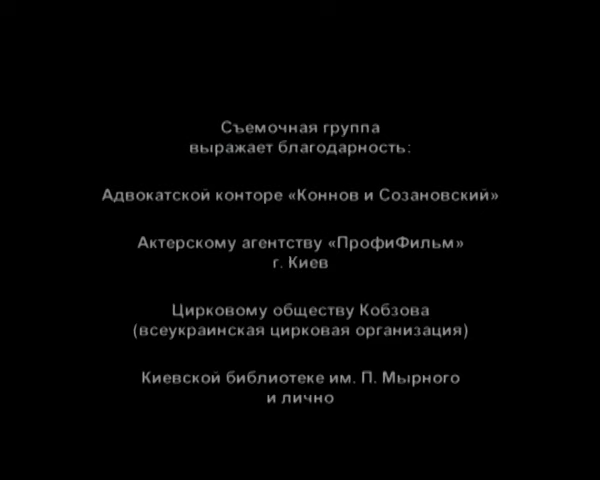 Съемочная группа
выражает благодарность:
Адвокатской конторе «Коннов и Созановский»
Актерскому агентству «ПрофиФильм»
г. Киев
Цирковому обществу Кобзова
(всеукраинская цирковая организация)
Киевской библиотеке им. П. Мырного
и лично